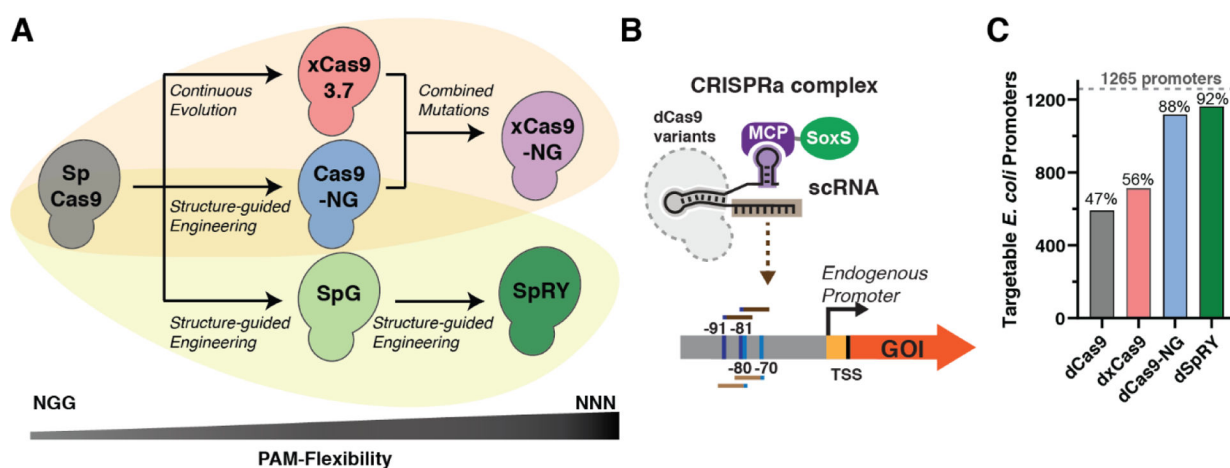 A
Sp
Cas9
Continuous
Evolution
xCas9
3.7
Combined
Mutations
xCas9
-NG
Structure-guided
Engineering
Cas9
-NG
Structure-guided
Engineering
SpG
Structure-guided
Engineering
SpRY
NGG
NNN
PAM-Flexibility
B
CRISPRa complex
dCas9
variants
MCP
SoxS
scRNA
Endogenous
Promoter
-91
-81
-80
-70
TSS
GOI
C
Targetable E. coli Promoters
1265 promoters
1200
800
400
0
47%
56%
88%
92%
dCas9
dxCas9
dCas9-NG
dSpRY